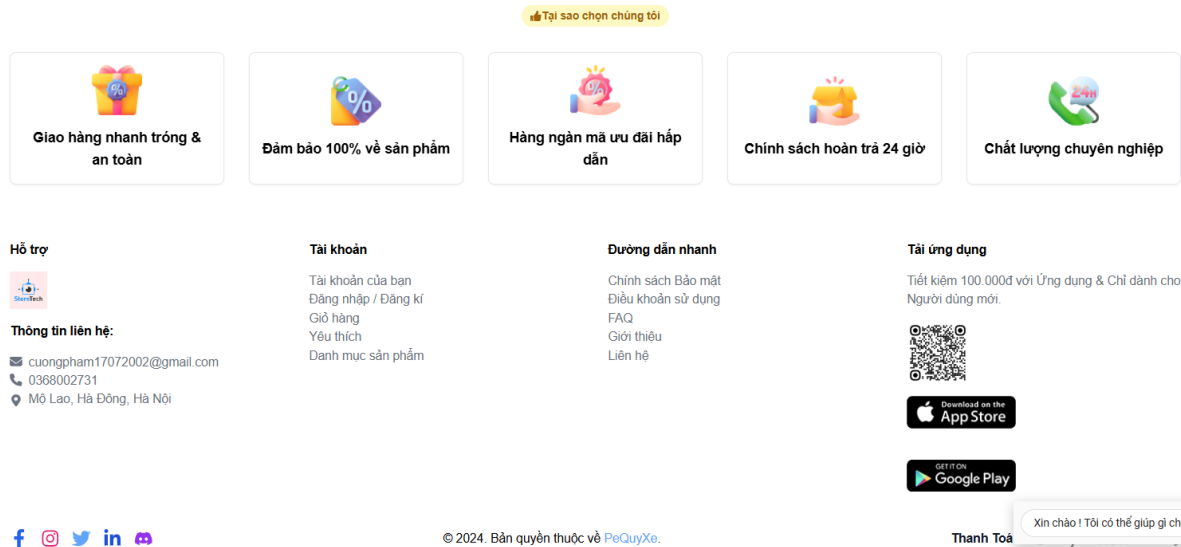 Tại sao chọn chúng tôi
Giao hàng nhanh tróng &
an toàn
Đảm bảo 100% về sản phẩm
Hàng ngàn mã ưu đãi hấp
dẫn
Chính sách hoàn trả 24 giờ
24H
Chất lượng chuyên nghiệp
Hỗ trợ
StoreTech
Thông tin liên hệ:
cuongpham17072002@gmail.com
0368002731
Mộ Lao, Hà Đông, Hà Nội
Tài khoản
Tài khoản của bạn
Đăng nhập / Đăng kí
Giỏ hàng
Yêu thích
Danh mục sản phẩm
Đường dẫn nhanh
Chính sách Bảo mật
Điều khoản sử dụng
FAQ
Giới thiệu
Liên hệ
Tải ứng dụng
Tiết kiệm 100.000đ với Ứng dụng & Chỉ dành cho
Người dùng mới.
Download on the
App Store
GET IT ON
Google Play
© 2024. Bản quyền thuộc về PeQuyXe.
Thanh Toá
Xin chào ! Tôi có thể giúp gì ch